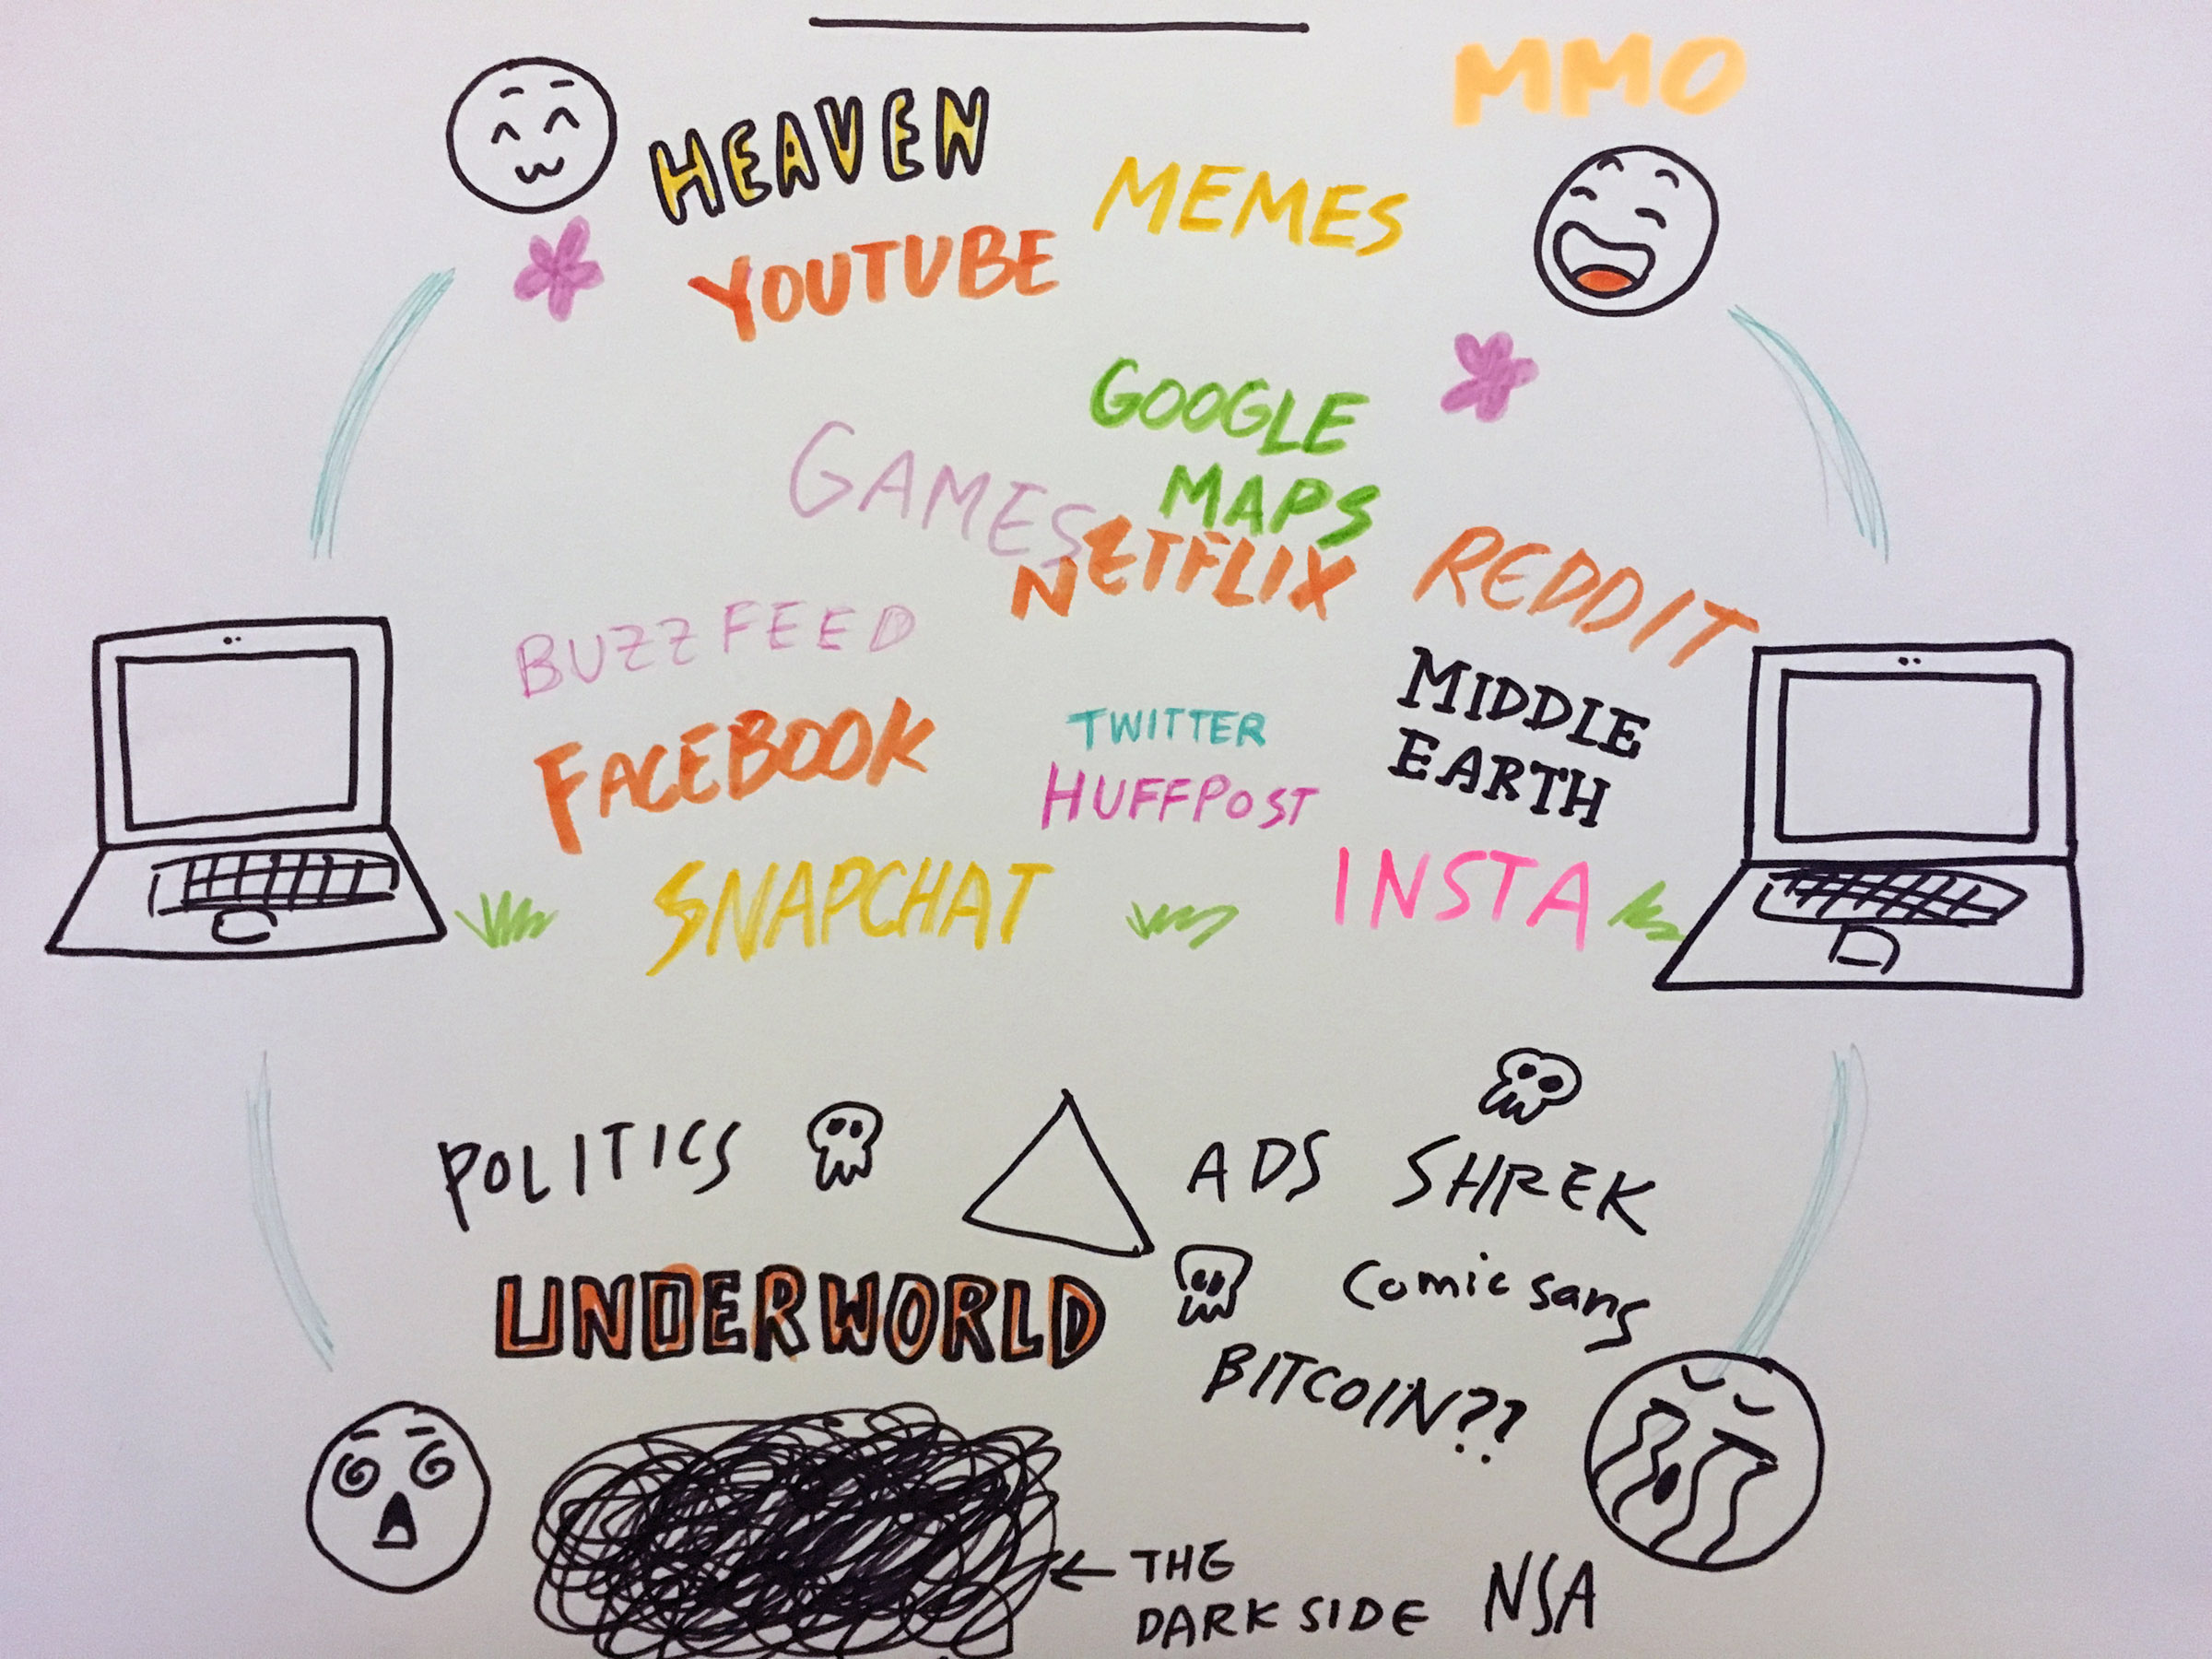 MMO
HEAVEN
MEMES
YOUTUBE
GOOGLE
MAPS
GAMES
NETFLIX
REDDIT
BUZZFEED
MIDDLE
EARTH
FACEBOOK
TWITTER
HUFFPOST
SNAPCHAT
INSTA
POLITICS
ADS
SHREK
UNDERWORLD
Comic sans
BITCOIN??
← THE
DARK SIDE
NSA